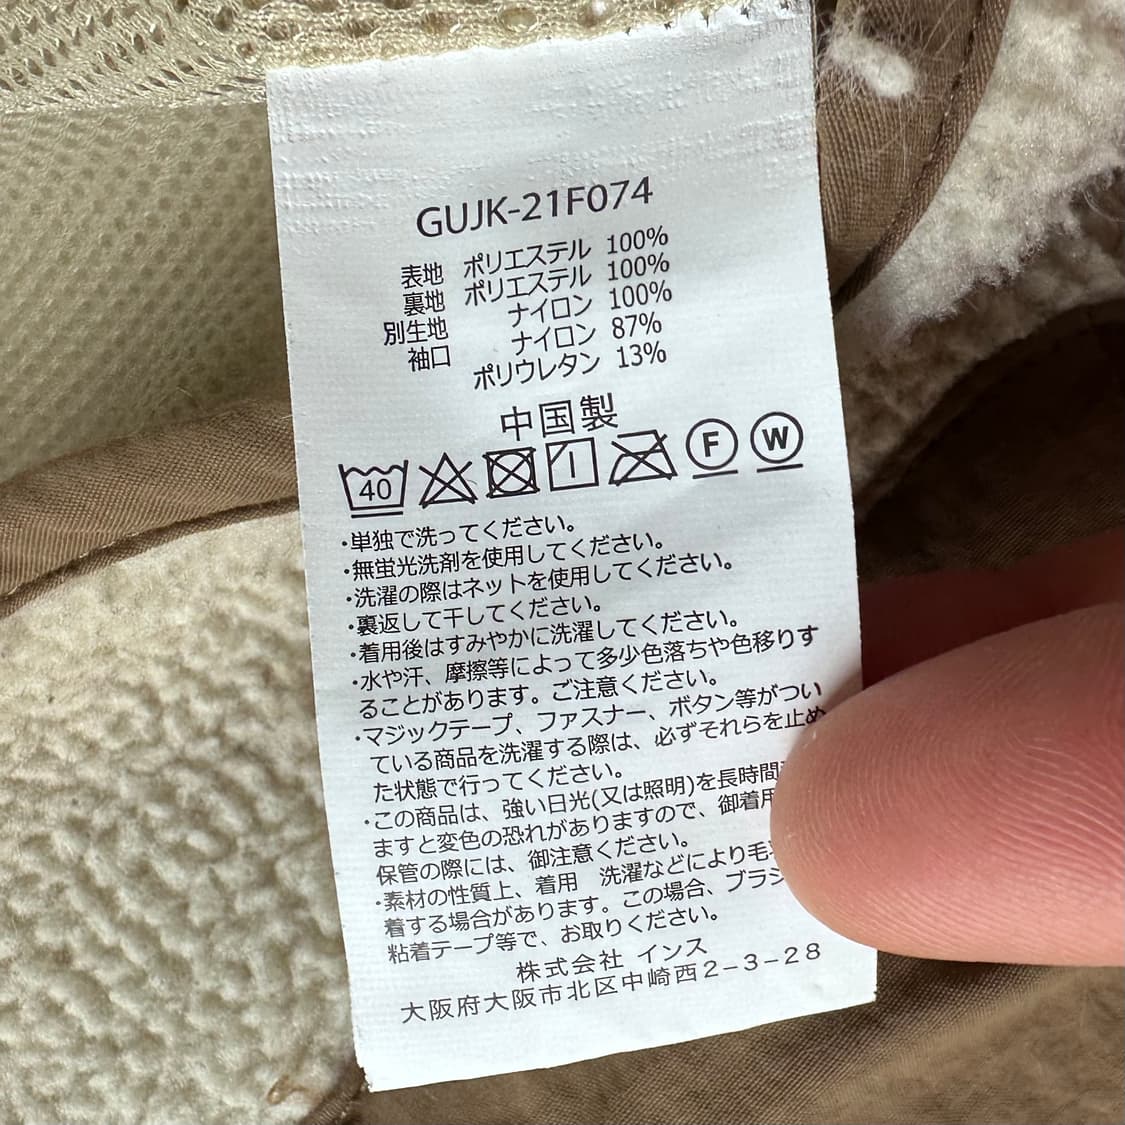 GUJK-21F074
表地 ポリエステル 100%
裏地 ポリエステル 100%
別生地 ナイロン 100%
袖口 ナイロン 87%
ポリウレタン 13%
中国製
40 F W
・単独で洗ってください。
・無蛍光洗剤を使用してください。
・洗濯の際はネットを使用してください。
・裏返して干してください。
・着用後はすみやかに洗濯してください。
・水や汗、摩擦等によって多少色落ちや色移りす
ることがあります。ご注意ください。
・マジックテープ、ファスナー、ボタン等がつい
ている商品を洗濯する際は、必ずそれらを止め
た状態で行ってください。
・この商品は、強い日光(又は照明)を長時間
ますと変色の恐れがありますので、御着用
保管の際には、御注意ください。
・素材の性質上、着用 洗濯などにより毛
着する場合があります。この場合、ブラシ
粘着テープ等で、お取りください。
株式会社 インス
大阪府大阪市北区中崎西2-3-28